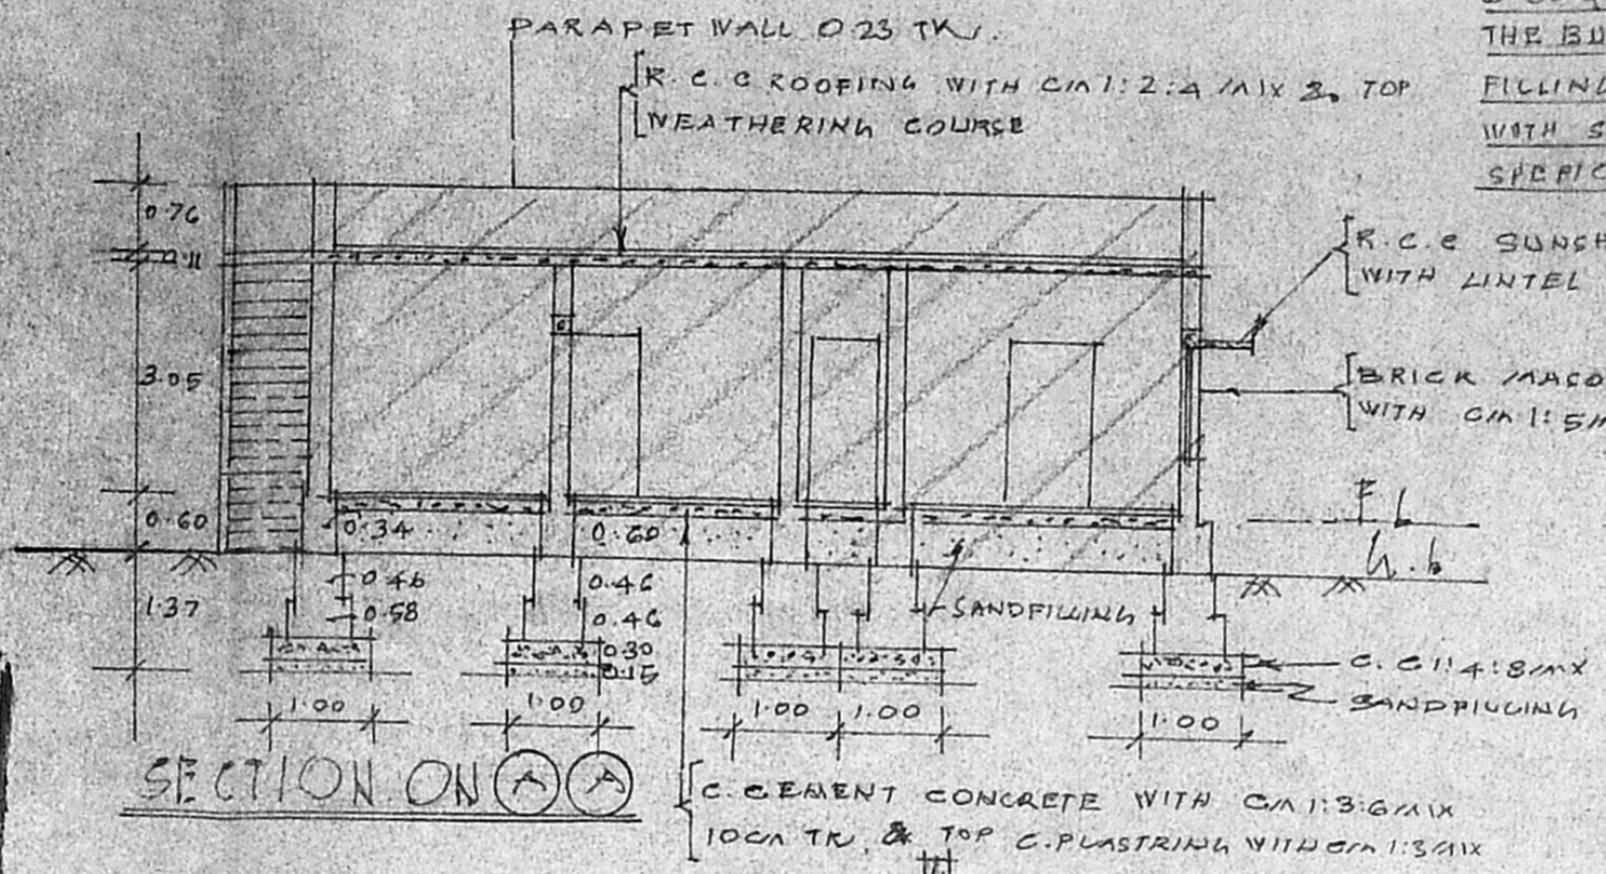 PARAPET WALL 0.23 TK.
R.C.C ROOFING WITH C/M 1:2:4 MIX & TOP
WEATHERING COURSE
THE BU
FILLING
WITH S
SPEFIC
0.76
0.11
3.05
0.60
1.37
R.C.C SUNSH
WITH LINTEL
BRICK MASO
WITH C/M 1:5M
F.L
G.L
0.34
0.60
0.46
0.58
0.46
0.46
0.30
0.15
SANDFILLING
C.C 1:4:8 MIX
SANDFILLING
1.00
1.00
1.00
1.00
1.00
SECTION ON A A
C.CEMENT CONCRETE WITH C/M 1:3:6 MIX
10CM TK, & TOP C.PLASTRING WITH C/M 1:3 MIX